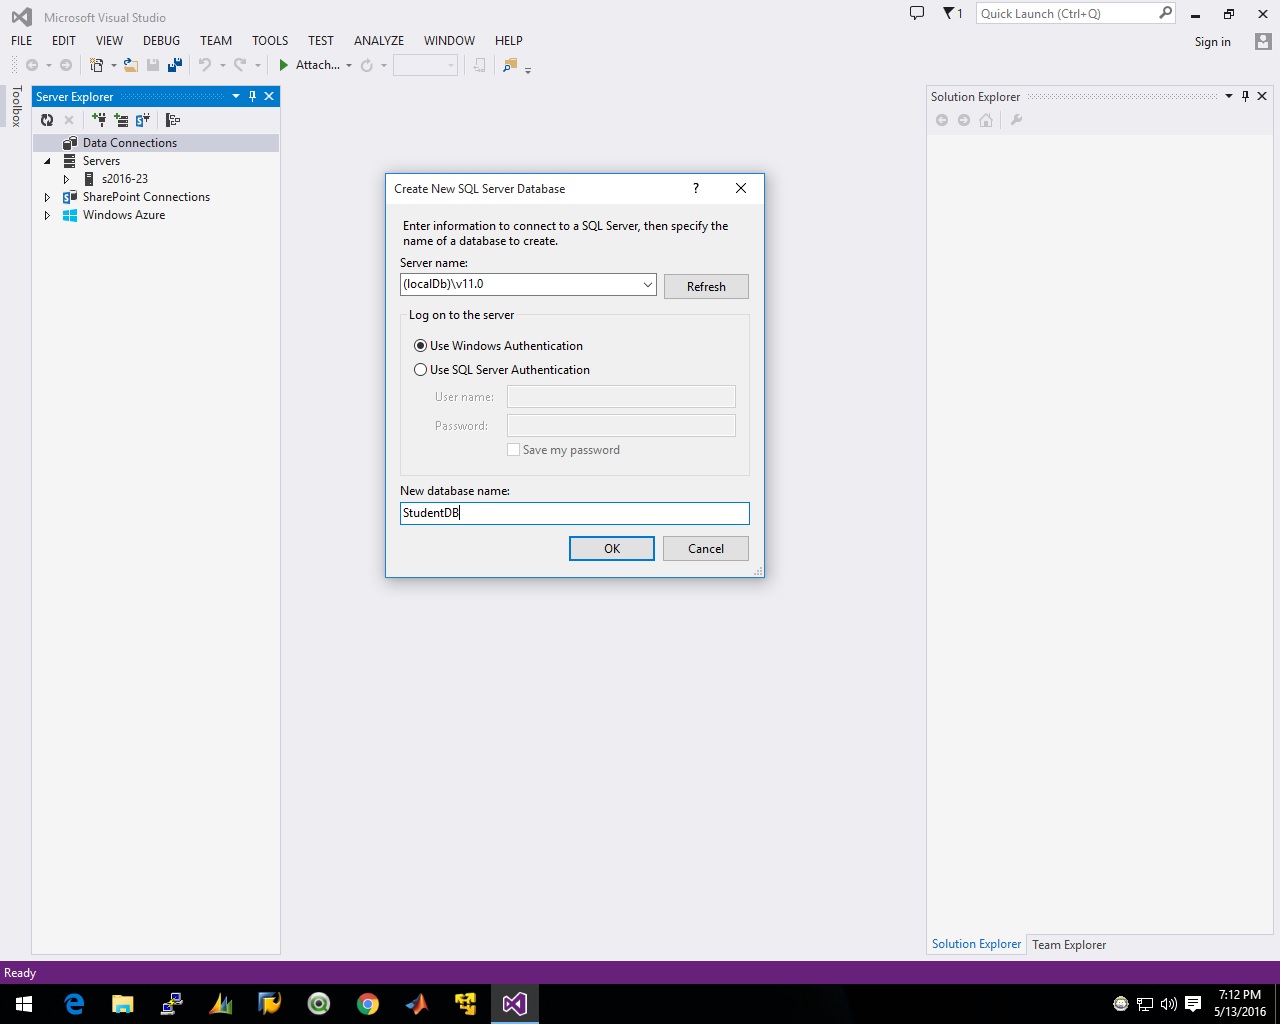 Microsoft Visual Studio
1
Quick Launch (Ctrl+Q)
FILE EDIT VIEW DEBUG TEAM TOOLS TEST ANALYZE WINDOW HELP
Sign in
Attach...
Toolbox
Server Explorer
Data Connections
Servers
s2016-23
SharePoint Connections
Windows Azure
Create New SQL Server Database
?
Enter information to connect to a SQL Server, then specify the
name of a database to create.
Server name:
(localDb)\v11.0
Refresh
Log on to the server
Use Windows Authentication
Use SQL Server Authentication
User name:
Password:
Save my password
New database name:
StudentDB
OK
Cancel
Solution Explorer
Solution Explorer
Team Explorer
Ready
7:12 PM
5/13/2016